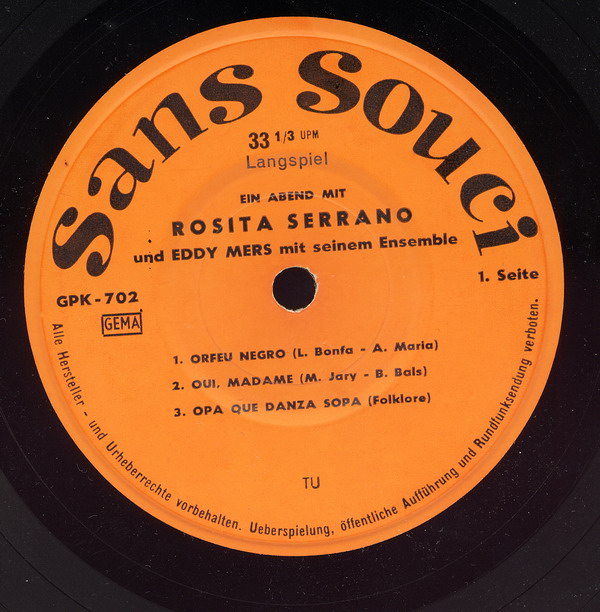 Sans Souci
33 1/3 UPM
Langspiel
EIN ABEND MIT
ROSITA SERRANO
und EDDY MERS mit seinem Ensemble
1. Seite
GPK - 702
GEMA
1. ORFEU NEGRO (L. Bonfa - A. Maria)
2. OUI, MADAME (M. Jary - B. Bals)
3. OPA QUE DANZA SOPA (Folklore)
TU
Alle Hersteller - und Urheberrechte vorbehalten. Ueberspielung, öffentliche Aufführung und Rundfunksendung verboten.